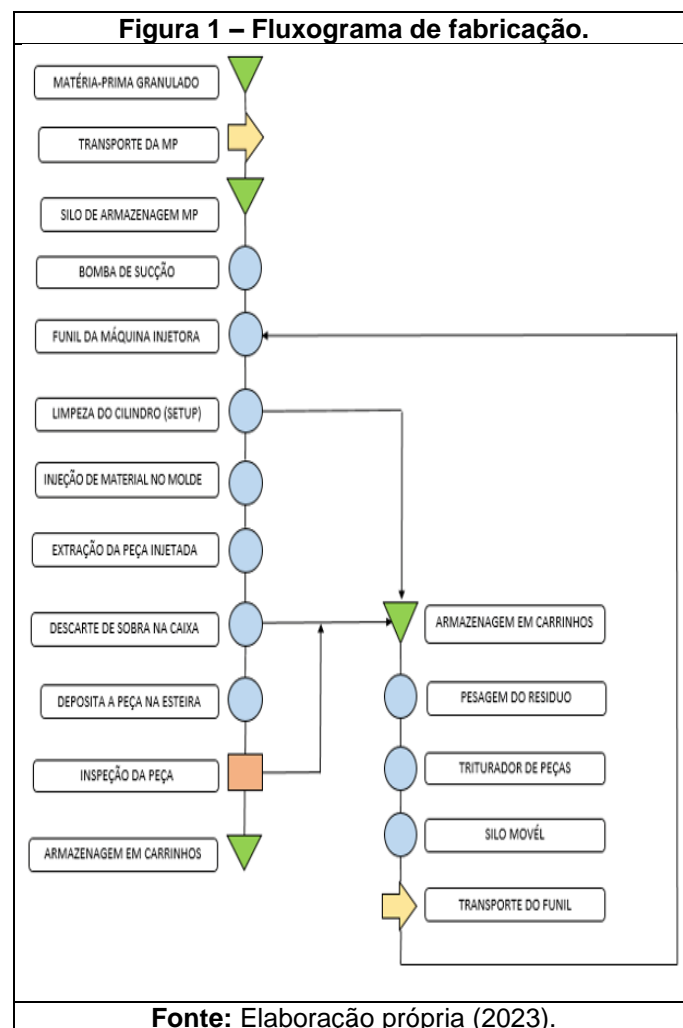 Figura 1 – Fluxograma de fabricação.
MATÉRIA-PRIMA GRANULADO
TRANSPORTE DA MP
SILO DE ARMAZENAGEM MP
BOMBA DE SUCÇÃO
FUNIL DA MÁQUINA INJETORA
LIMPEZA DO CILINDRO (SETUP)
INJEÇÃO DE MATERIAL NO MOLDE
EXTRAÇÃO DA PEÇA INJETADA
DESCARTE DE SOBRA NA CAIXA
DEPOSITA A PEÇA NA ESTEIRA
INSPEÇÃO DA PEÇA
ARMAZENAGEM EM CARRINHOS
ARMAZENAGEM EM CARRINHOS
PESAGEM DO RESIDUO
TRITURADOR DE PEÇAS
SILO MOVÉL
TRANSPORTE DO FUNIL
Fonte: Elaboração própria (2023).